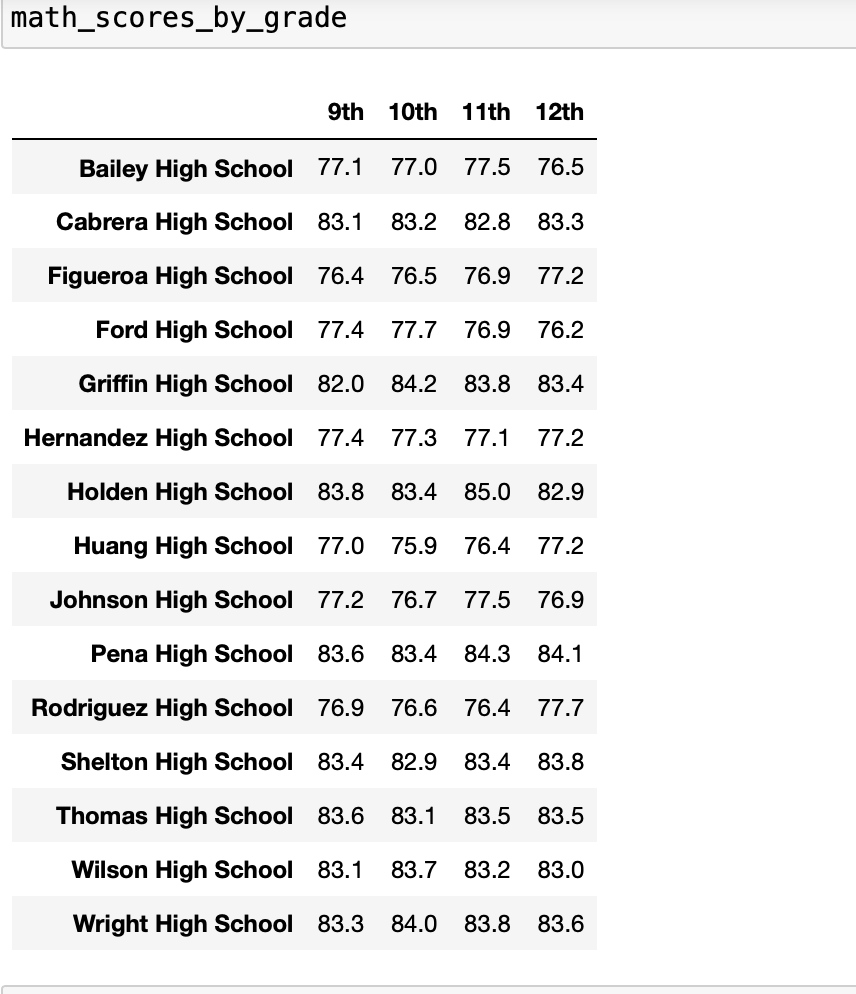 math_scores_by_grade
9th 10th 11th 12th
Bailey High School 77.1 77.0 77.5 76.5
Cabrera High School 83.1 83.2 82.8 83.3
Figueroa High School 76.4 76.5 76.9 77.2
Ford High School 77.4 77.7 76.9 76.2
Griffin High School 82.0 84.2 83.8 83.4
Hernandez High School 77.4 77.3 77.1 77.2
Holden High School 83.8 83.4 85.0 82.9
Huang High School 77.0 75.9 76.4 77.2
Johnson High School 77.2 76.7 77.5 76.9
Pena High School 83.6 83.4 84.3 84.1
Rodriguez High School 76.9 76.6 76.4 77.7
Shelton High School 83.4 82.9 83.4 83.8
Thomas High School 83.6 83.1 83.5 83.5
Wilson High School 83.1 83.7 83.2 83.0
Wright High School 83.3 84.0 83.8 83.6